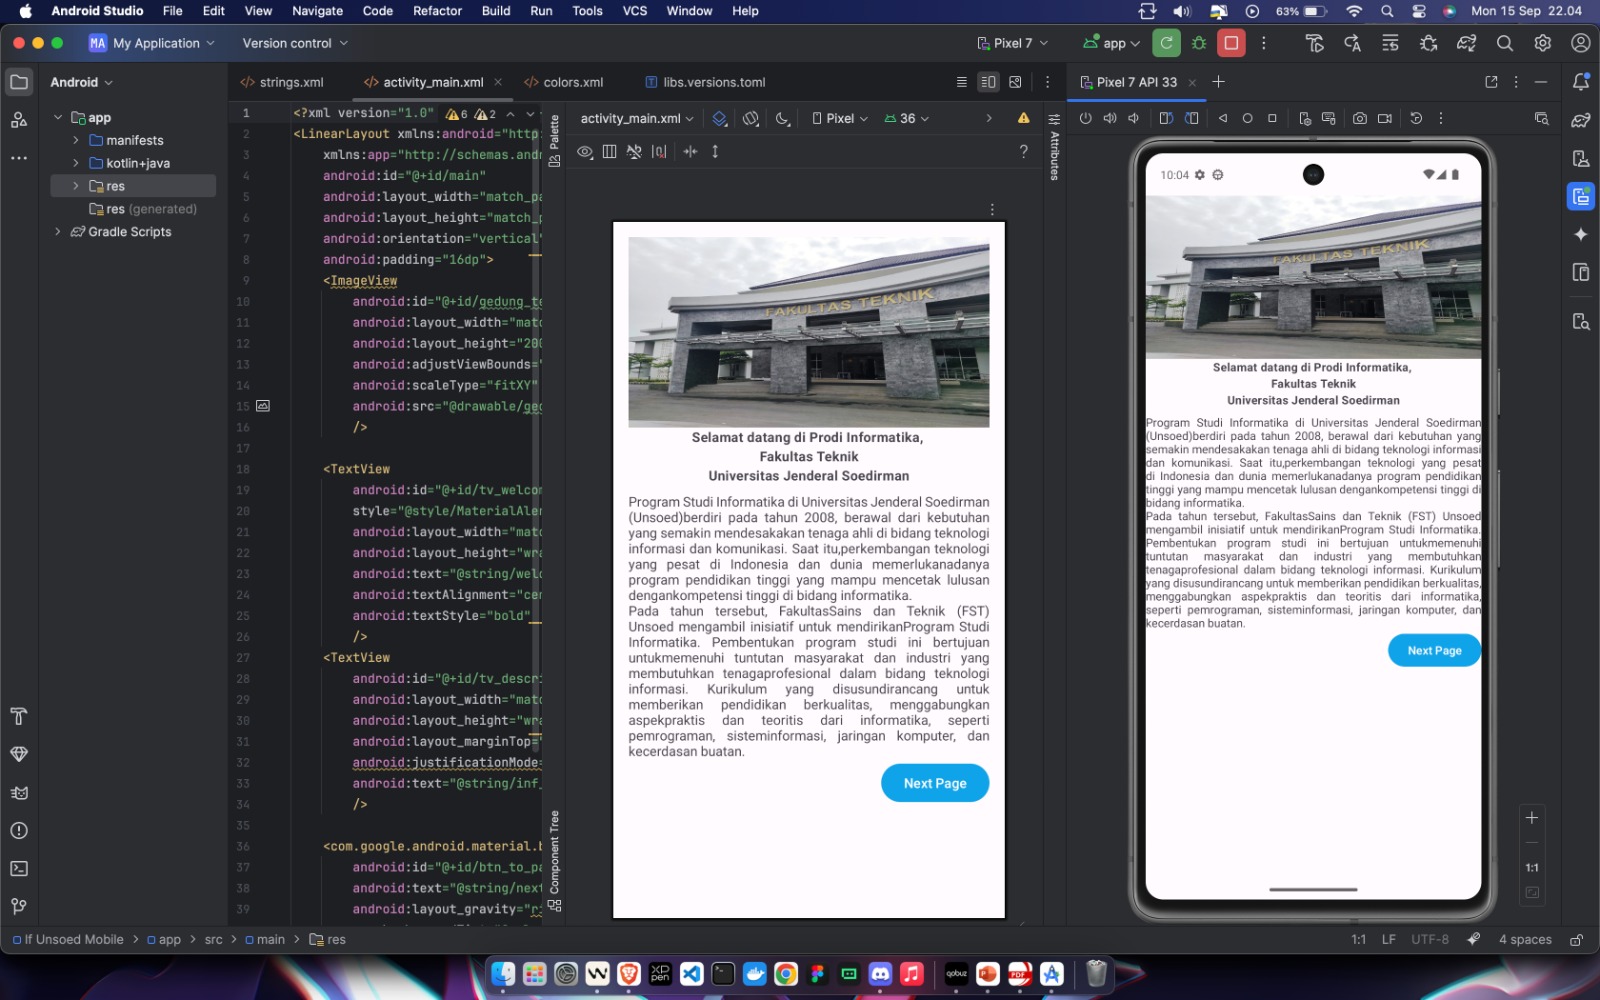 Android Studio File Edit View Navigate Code Refactor Build Run Tools VCS Window Help 63% Mon 15 Sep 22.04
MA My Application Version control Pixel 7 app
Android
app
manifests
kotlin+java
res
res (generated)
Gradle Scripts
strings.xml activity_main.xml colors.xml libs.versions.toml
6 2
1 <?xml version="1.0"
2 <LinearLayout xmlns:android="http:
3 xmlns:app="http://schemas.andr
4 android:id="@+id/main"
5 android:layout_width="match_pa
6 android:layout_height="match_p
7 android:orientation="vertical"
8 android:padding="16dp">
9 <ImageView
10 android:id="@+id/gedung_te
11 android:layout_width="matc
12 android:layout_height="200
13 android:adjustViewBounds="
14 android:scaleType="fitXY"
15 android:src="@drawable/ged
16 />
17
18 <TextView
19 android:id="@+id/tv_welcom
20 style="@style/MaterialAler
21 android:layout_width="matc
22 android:layout_height="wra
23 android:text="@string/welc
24 android:textAlignment="cen
25 android:textStyle="bold"
26 />
27 <TextView
28 android:id="@+id/tv_descri
29 android:layout_width="matc
30 android:layout_height="wra
31 android:layout_marginTop="
32 android:justificationMode=
33 android:text="@string/inf_
34 />
35
36 <com.google.android.material.b
37 android:id="@+id/btn_to_pa
38 android:text="@string/next
39 android:layout_gravity="ri
Palette
Component Tree
activity_main.xml Pixel 36
?
Attributes
FAKULTAS TEKNIK
Selamat datang di Prodi Informatika,
Fakultas Teknik
Universitas Jenderal Soedirman
Program Studi Informatika di Universitas Jenderal Soedirman
(Unsoed)berdiri pada tahun 2008, berawal dari kebutuhan
yang semakin mendesakakan tenaga ahli di bidang teknologi
informasi dan komunikasi. Saat itu,perkembangan teknologi
yang pesat di Indonesia dan dunia memerlukanadanya
program pendidikan tinggi yang mampu mencetak lulusan
dengankompetensi tinggi di bidang informatika.
Pada tahun tersebut, FakultasSains dan Teknik (FST)
Unsoed mengambil inisiatif untuk mendirikanProgram Studi
Informatika. Pembentukan program studi ini bertujuan
untukmemenuhi tuntutan masyarakat dan industri yang
membutuhkan tenagaprofesional dalam bidang teknologi
informasi. Kurikulum yang disusundirancang untuk
memberikan pendidikan berkualitas, menggabungkan
aspekpraktis dan teoritis dari informatika, seperti
pemrograman, sisteminformasi, jaringan komputer, dan
kecerdasan buatan.
Next Page
Pixel 7 API 33
10:04
FAKULTAS TEKNIK
Selamat datang di Prodi Informatika,
Fakultas Teknik
Universitas Jenderal Soedirman
Program Studi Informatika di Universitas Jenderal Soedirman
(Unsoed)berdiri pada tahun 2008, berawal dari kebutuhan yang
semakin mendesakakan tenaga ahli di bidang teknologi informasi
dan komunikasi. Saat itu,perkembangan teknologi yang pesat
di Indonesia dan dunia memerlukanadanya program pendidikan
tinggi yang mampu mencetak lulusan dengankompetensi tinggi di
bidang informatika.
Pada tahun tersebut, FakultasSains dan Teknik (FST) Unsoed
mengambil inisiatif untuk mendirikanProgram Studi Informatika.
Pembentukan program studi ini bertujuan untukmemenuhi
tuntutan masyarakat dan industri yang membutuhkan
tenagaprofesional dalam bidang teknologi informasi. Kurikulum
yang disusundirancang untuk memberikan pendidikan berkualitas,
menggabungkan aspekpraktis dan teoritis dari informatika,
seperti pemrograman, sisteminformasi, jaringan komputer, dan
kecerdasan buatan.
Next Page
1:1
If Unsoed Mobile > app > src > main > res 1:1 LF UTF-8 4 spaces
XP
PEN
qobuz
PDF